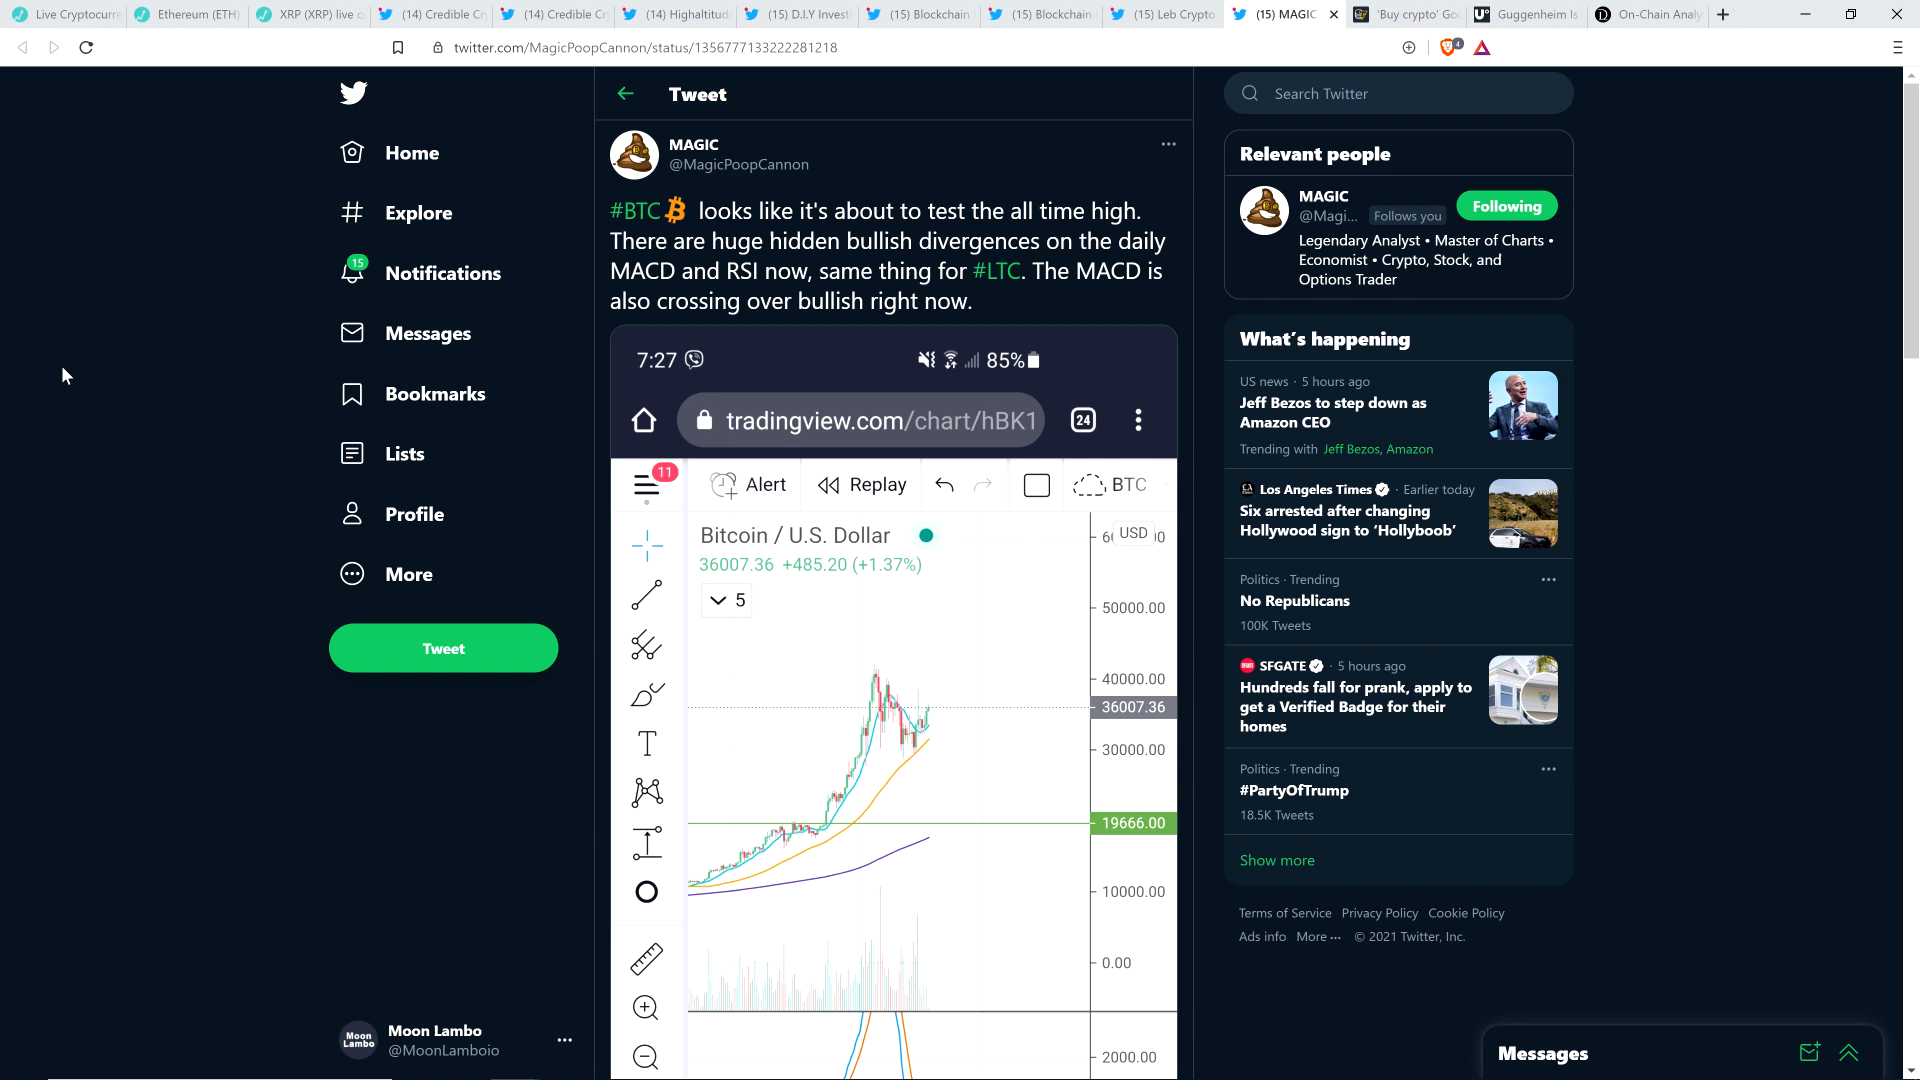 Live Cryptocurre
Ethereum (ETH)
XRP (XRP) live c
(14) Credible Cr
(14) Credible Cr
(14) Highaltitud
(15) D.I.Y Invest
(15) Blockchain
(15) Blockchain
(15) Leb Crypto
(15) MAGIC
'Buy crypto' Goo
Guggenheim Is
On-Chain Analy
twitter.com/MagicPoopCannon/status/1356777133222281218
4
Home
Explore
15
Notifications
Messages
Bookmarks
Lists
Profile
More
Tweet
Moon Lambo
Moon Lambo
@MoonLamboio
Tweet
MAGIC
@MagicPoopCannon
#BTC looks like it's about to test the all time high.
There are huge hidden bullish divergences on the daily
MACD and RSI now, same thing for #LTC. The MACD is
also crossing over bullish right now.
7:27
85%
tradingview.com/chart/hBK1
24
11
Alert
Replay
BTC
Bitcoin / U.S. Dollar
36007.36 +485.20 (+1.37%)
5
USD
50000.00
40000.00
36007.36
30000.00
19666.00
10000.00
0.00
2000.00
Search Twitter
Relevant people
MAGIC
@Magi...
Follows you
Following
Legendary Analyst • Master of Charts •
Economist • Crypto, Stock, and
Options Trader
What's happening
US news · 5 hours ago
Jeff Bezos to step down as
Amazon CEO
Trending with Jeff Bezos, Amazon
Los Angeles Times · Earlier today
Six arrested after changing
Hollywood sign to 'Hollyboob'
Politics · Trending
No Republicans
100K Tweets
SFGATE · 5 hours ago
Hundreds fall for prank, apply to
get a Verified Badge for their
homes
Politics · Trending
#PartyOfTrump
18.5K Tweets
Show more
Terms of Service Privacy Policy Cookie Policy
Ads info More ··· © 2021 Twitter, Inc.
Messages